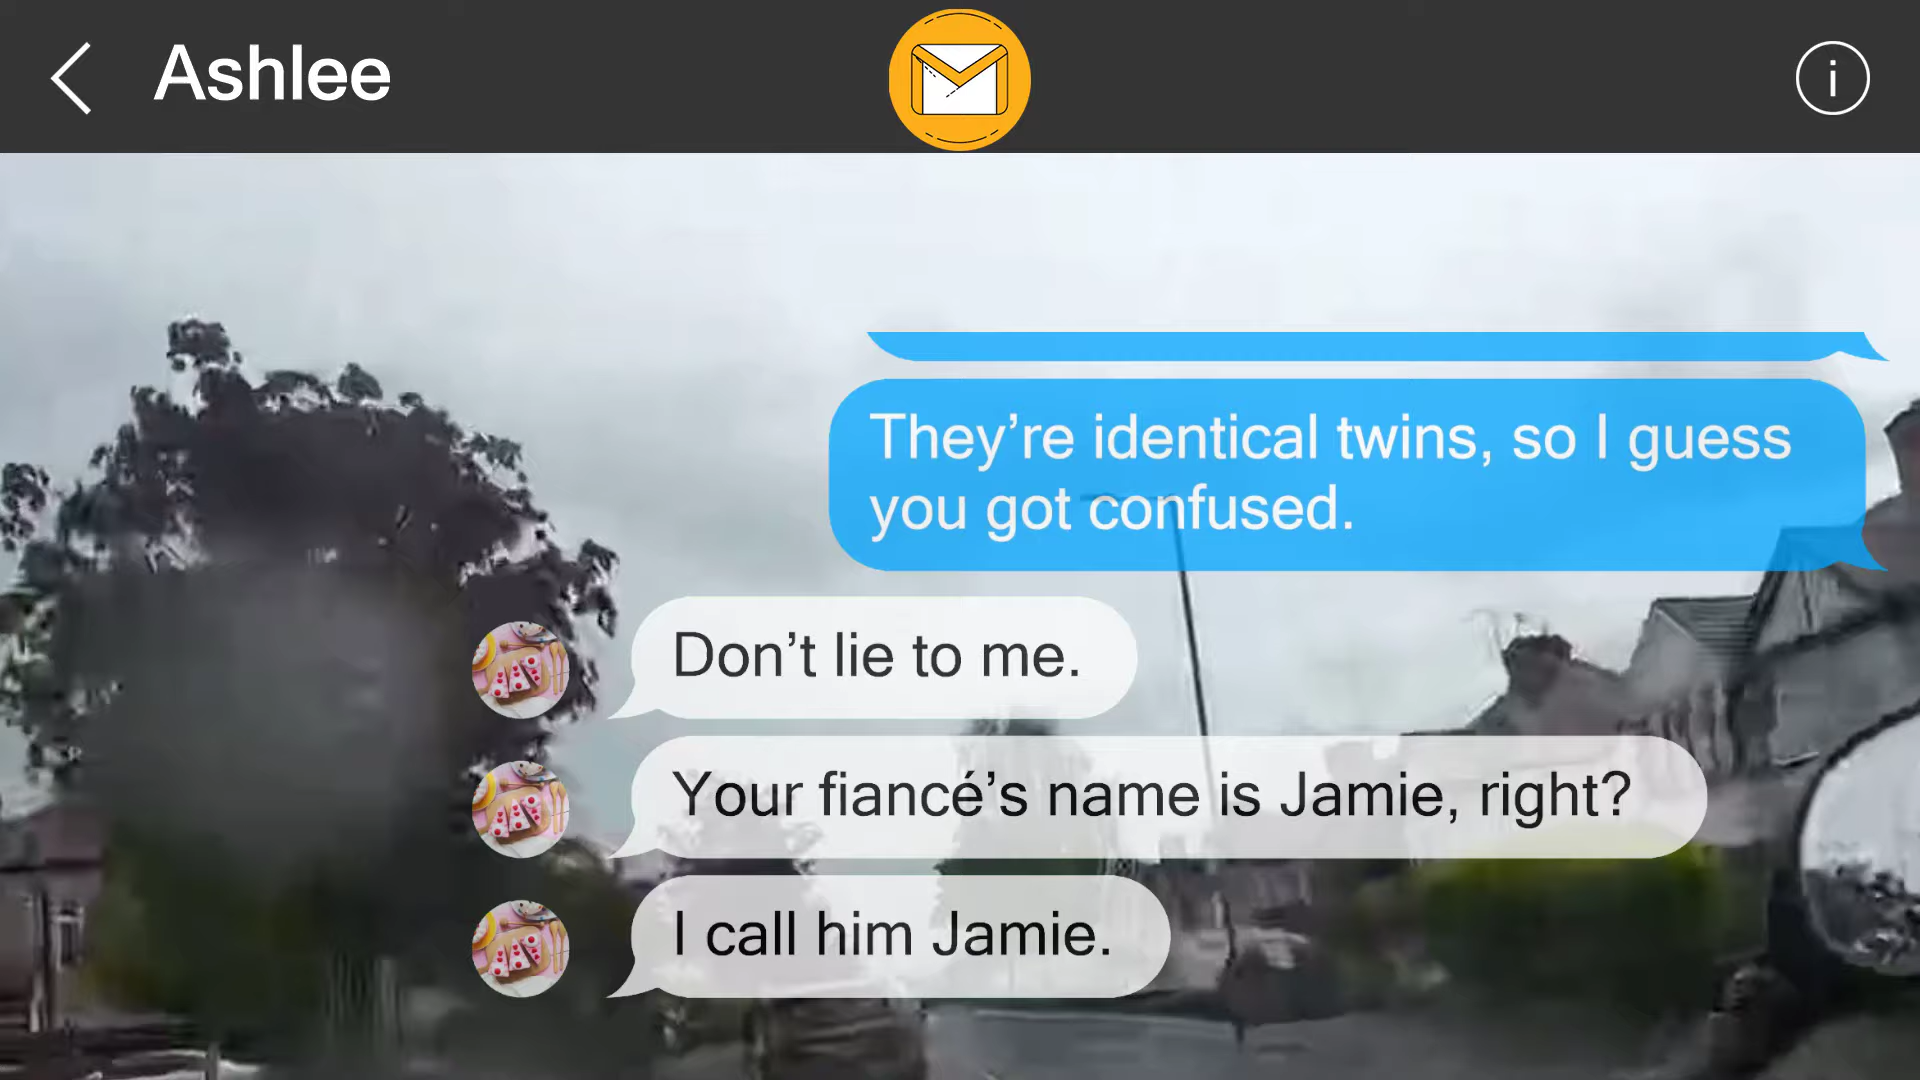 Ashlee
i
They’re identical twins, so I guess
you got confused.
Don’t lie to me.
Your fiancé’s name is Jamie, right?
I call him Jamie.